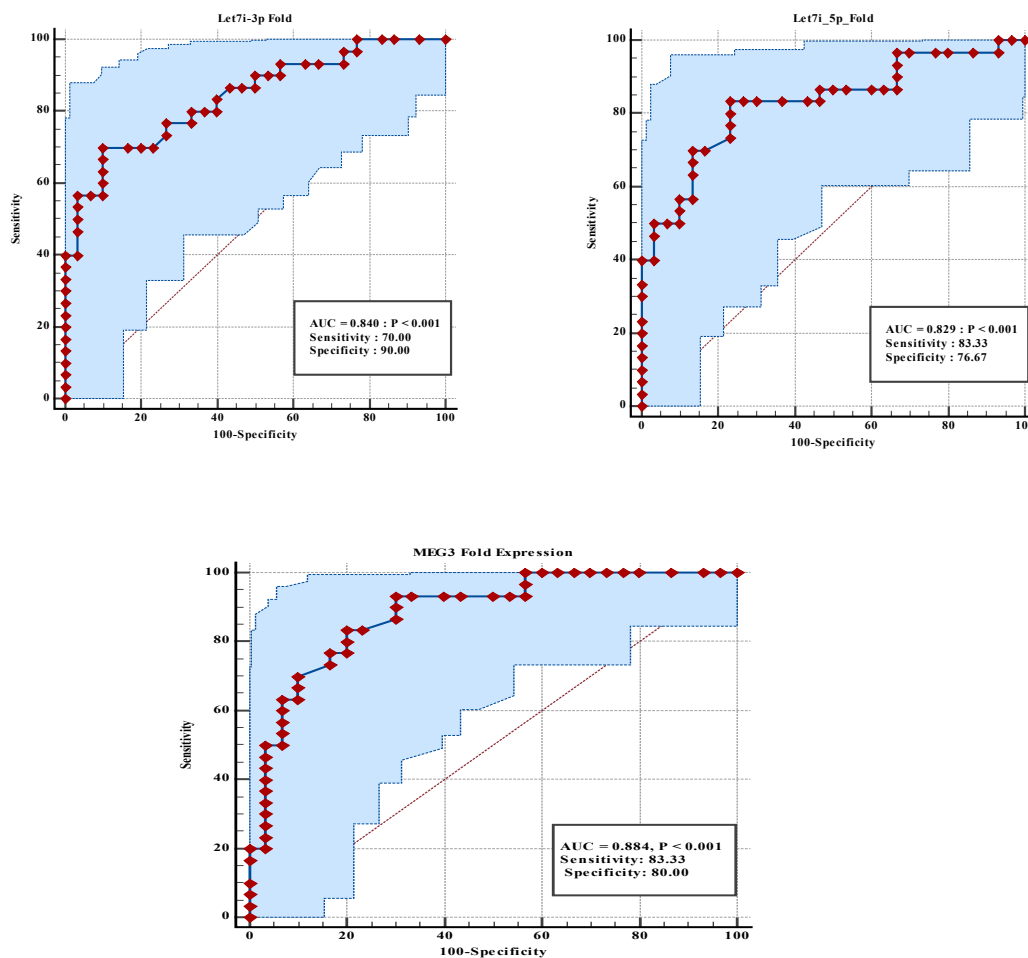 Let7i-3p Fold
100
80
60
40
20
0
Sensitivity
AUC = 0.840 : P < 0.001
Sensitivity : 70.00
Specificity : 90.00
0 20 40 60 80 100
100-Specificity
Let7i_5p_Fold
100
80
60
40
20
0
Sensitivity
AUC = 0.829 : P < 0.001
Sensitivity : 83.33
Specificity : 76.67
0 20 40 60 80 100
100-Specificity
MEG3 Fold Expression
100
80
60
40
20
0
Sensitivity
AUC = 0.884, P < 0.001
Sensitivity: 83.33
Specificity: 80.00
0 20 40 60 80 100
100-Specificity